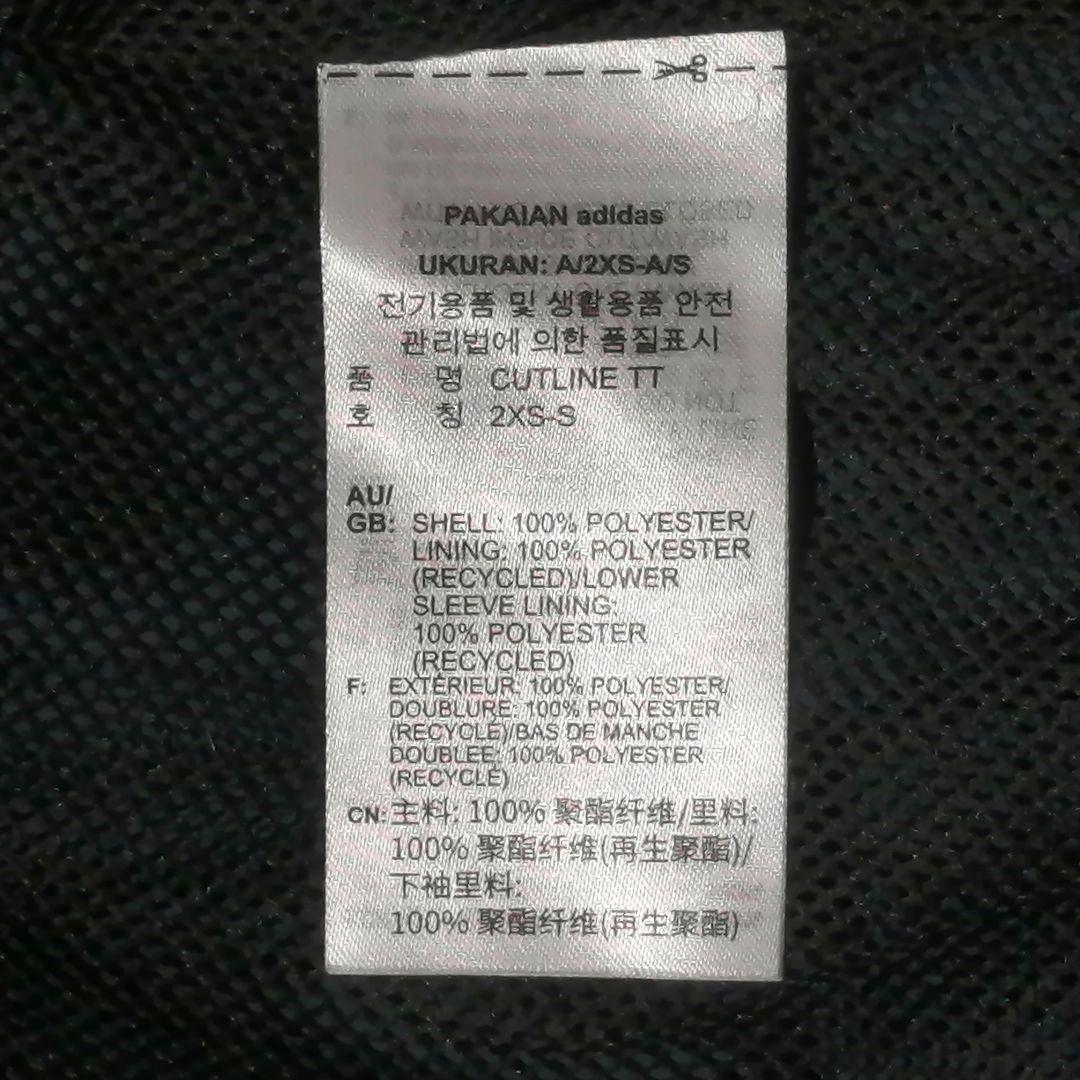 PAKAIAN adidas
UKURAN: A/2XS-A/S
전기용품 및 생활용품 안전
관리법에 의한 품질표시
품 명 CUTLINE TT
호 칭 2XS-S
AU/
GB: SHELL: 100% POLYESTER/
LINING: 100% POLYESTER
(RECYCLED)/LOWER
SLEEVE LINING:
100% POLYESTER
(RECYCLED)
F: EXTÉRIEUR: 100% POLYESTER/
DOUBLURE: 100% POLYESTER
(RECYCLÉ)/BAS DE MANCHE
DOUBLÉE: 100% POLYESTER
(RECYCLÉ)
CN: 主料: 100% 聚酯纤维/里料:
100% 聚酯纤维(再生聚酯)/
下袖里料:
100% 聚酯纤维(再生聚酯)